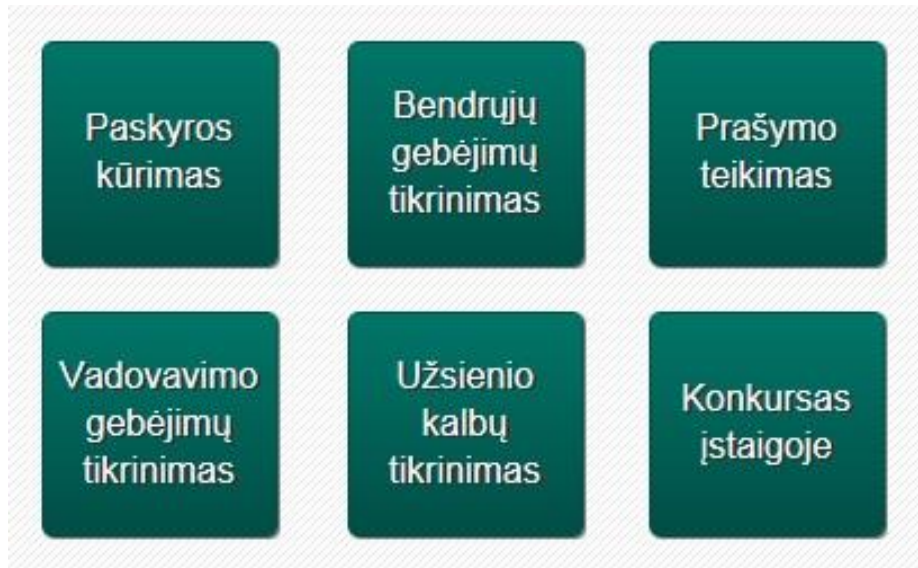 Paskyros
kūrimas
Bendrųjų
gebėjimų
tikrinimas
Prašymo
teikimas
Vadovavimo
gebėjimų
tikrinimas
Užsienio
kalbų
tikrinimas
Konkursas
įstaigoje